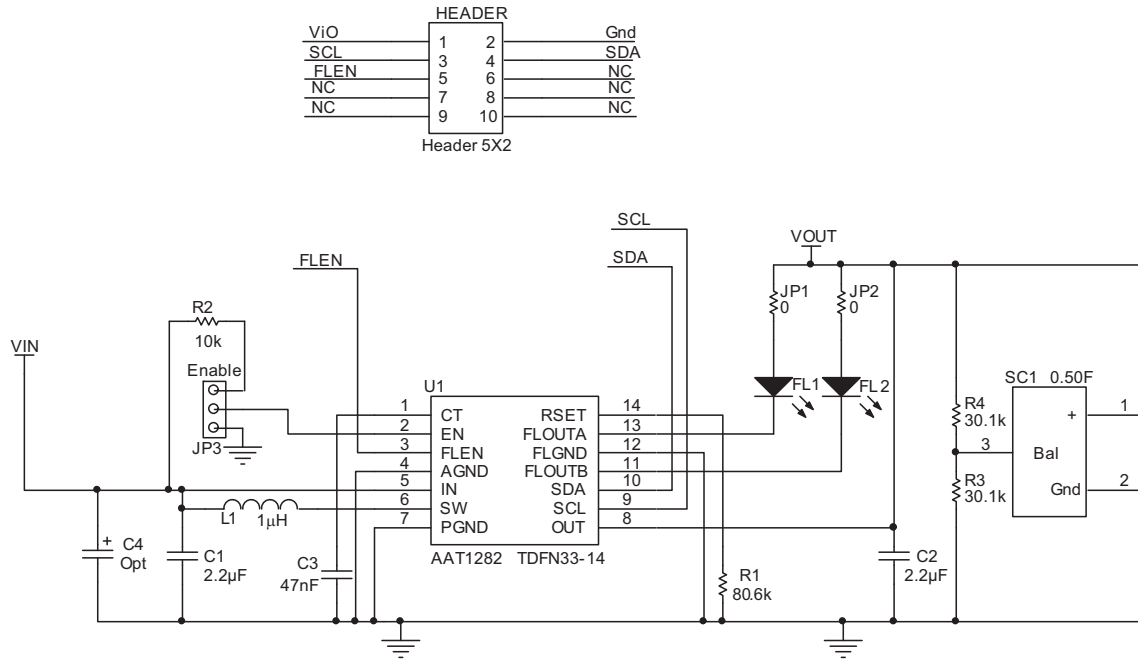 HEADER
ViO 1 2 Gnd
SCL 3 4 SDA
FLEN 5 6 NC
NC 7 8 NC
NC 9 10 NC
Header 5X2
SCL
FLEN
SDA
VOUT
R2
10k
JP1
0
JP2
0
VIN
Enable
JP3
U1
FL1
FL2
SC1 0.50F
1 CT RSET 14
2 EN FLOUTA 13
3 FLEN FLGND 12
4 AGND FLOUTB 11
5 IN SDA 10
6 SW SCL 9
7 PGND OUT 8
AAT1282 TDFN33-14
R4
30.1k
3
R3
30.1k
+ 1
Bal
Gnd 2
L1 1µH
+
C4
Opt
C1
2.2µF
C3
47nF
R1
80.6k
C2
2.2µF